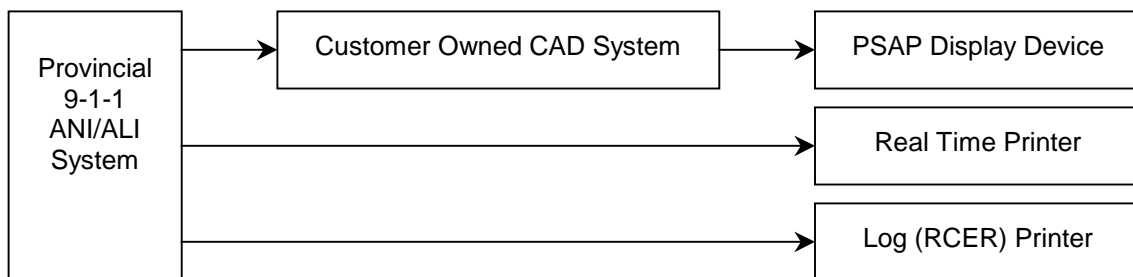 Provincial
9-1-1
ANI/ALI
System
Customer Owned CAD System
PSAP Display Device
Real Time Printer
Log (RCER) Printer